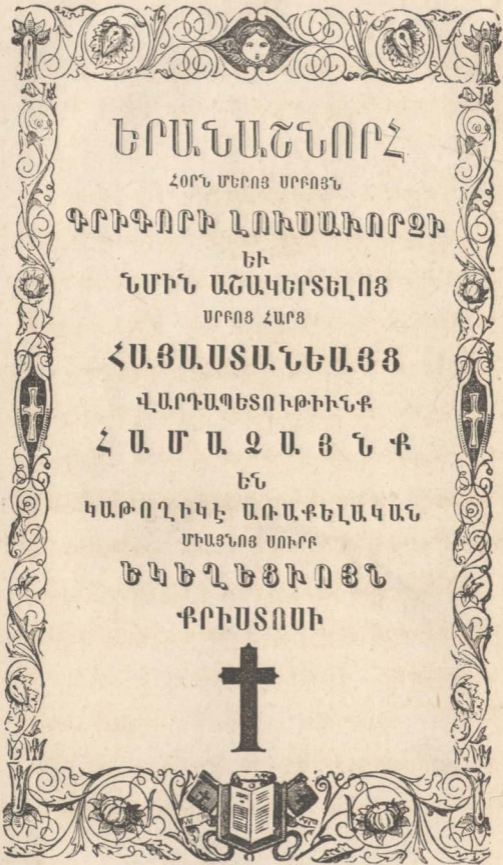 ԵՐԱՆԱՇՆՈՐՀ
ՀՕՐՆ ՄԵՐՈՅ ՍՐԲՈՅՆ
ԳՐԻԳՈՐԻ ԼՈՒՍԱՒՈՐՉԻ
ԵՒ
ՆՄԻՆ ԱՇԱԿԵՐՏԵԼՈՑ
ՍՐԲՈՑ ՀԱՐՑ
ՀԱՅԱՍՏԱՆԵԱՅՑ
ՎԱՐԴԱՊԵՏՈՒԹԻՒՆՔ
ՀԱՄԱՁԱՅՆՔ
ԵՆ
ԿԱԹՈՂԻԿԷ ԱՌԱՔԵԼԱԿԱՆ
ՄԻԱՅՆՈՅ ՍՈՒՐԲ
ԵԿԵՂԵՑՒՈՅՆ
ՔՐԻՍՏՈՍԻ